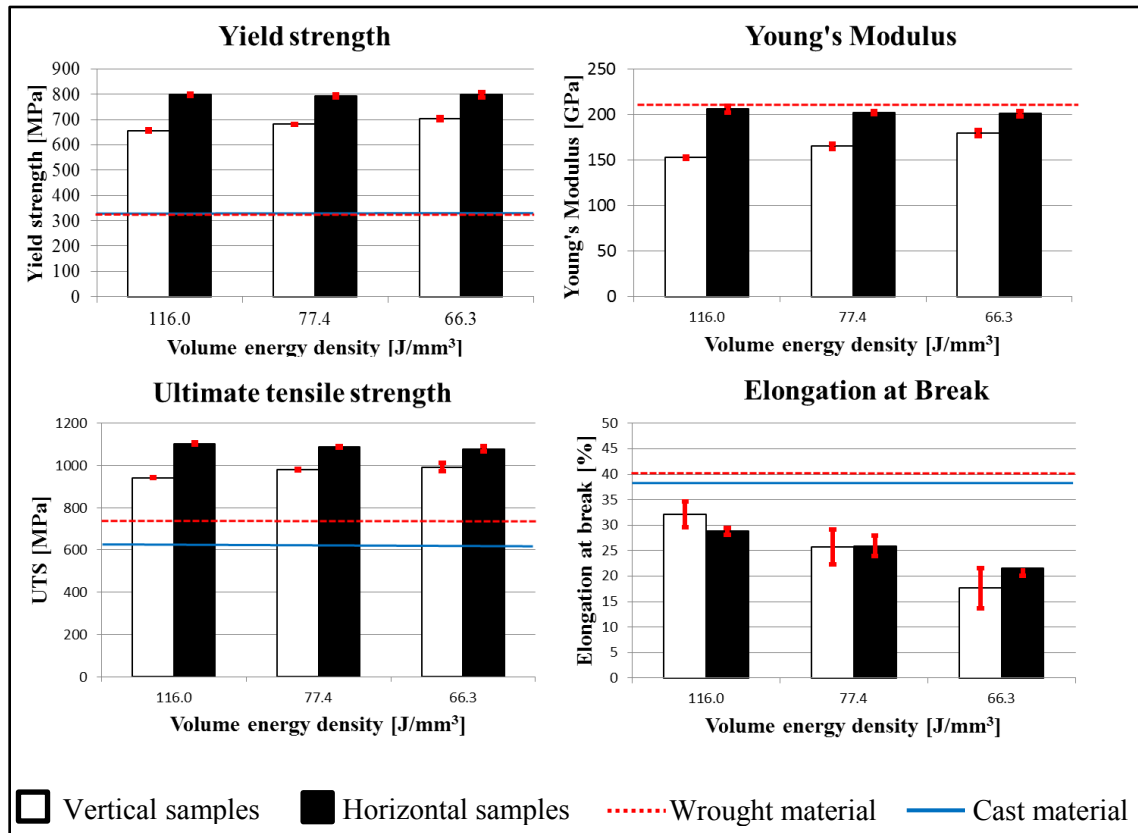 Yield strength
Yield strength [MPa]
900
800
700
600
500
400
300
200
100
0
116.0 77.4 66.3
Volume energy density [J/mm³]
Young's Modulus
Young's Modulus [GPa]
250
200
150
100
50
0
116.0 77.4 66.3
Volume energy density [J/mm³]
Ultimate tensile strength
UTS [MPa]
1200
1000
800
600
400
200
0
116.0 77.4 66.3
Volume energy density [J/mm³]
Elongation at Break
Elongation at break [%]
50
45
40
35
30
25
20
15
10
5
0
116.0 77.4 66.3
Volume energy density [J/mm³]
Vertical samples Horizontal samples Wrought material Cast material